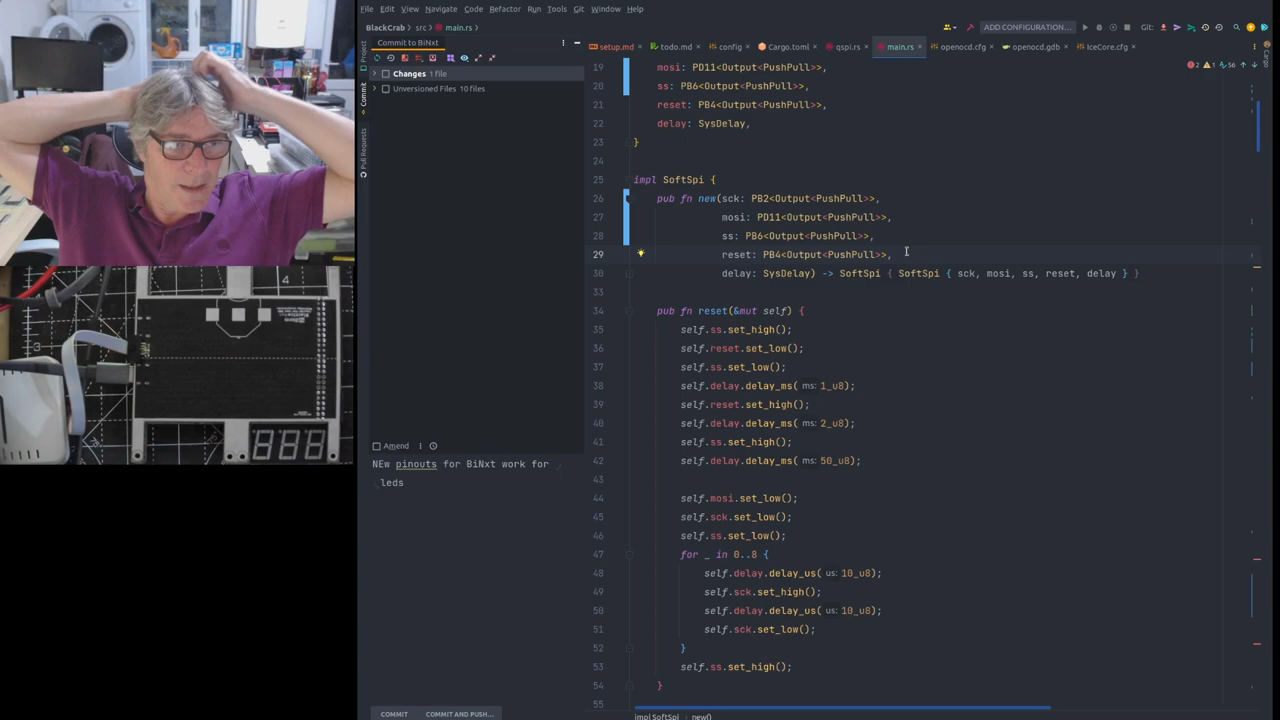 File Edit View Navigate Code Refactor Run Tools Git Window Help
BlackCrab src main.rs
ADD CONFIGURATION...
Git:
Project
Commit
Pull Requests
Cargo
Commit to BiNxt
Changes 1 file
Unversioned Files 10 files
Amend
NEw pinouts for BiNxt work for
leds
COMMIT COMMIT AND PUSH...
setup.md todo.md config Cargo.toml qspi.rs main.rs openocd.cfg openocd.gdb IceCore.cfg
2 1 56
19 mosi: PD11<Output<PushPull>>,
20 ss: PB6<Output<PushPull>>,
21 reset: PB4<Output<PushPull>>,
22 delay: SysDelay,
23 }
24
25 impl SoftSpi {
26 pub fn new(sck: PB2<Output<PushPull>>,
27 mosi: PD11<Output<PushPull>>,
28 ss: PB6<Output<PushPull>>,
29 reset: PB4<Output<PushPull>>,
30 delay: SysDelay) -> SoftSpi { SoftSpi { sck, mosi, ss, reset, delay } }
33
34 pub fn reset(&mut self) {
35 self.ss.set_high();
36 self.reset.set_low();
37 self.ss.set_low();
38 self.delay.delay_ms( ms: 1_u8);
39 self.reset.set_high();
40 self.delay.delay_ms( ms: 2_u8);
41 self.ss.set_high();
42 self.delay.delay_ms( ms: 50_u8);
43
44 self.mosi.set_low();
45 self.sck.set_low();
46 self.ss.set_low();
47 for _ in 0..8 {
48 self.delay.delay_us( us: 10_u8);
49 self.sck.set_high();
50 self.delay.delay_us( us: 10_u8);
51 self.sck.set_low();
52 }
53 self.ss.set_high();
54 }
55
impl SoftSpi new()